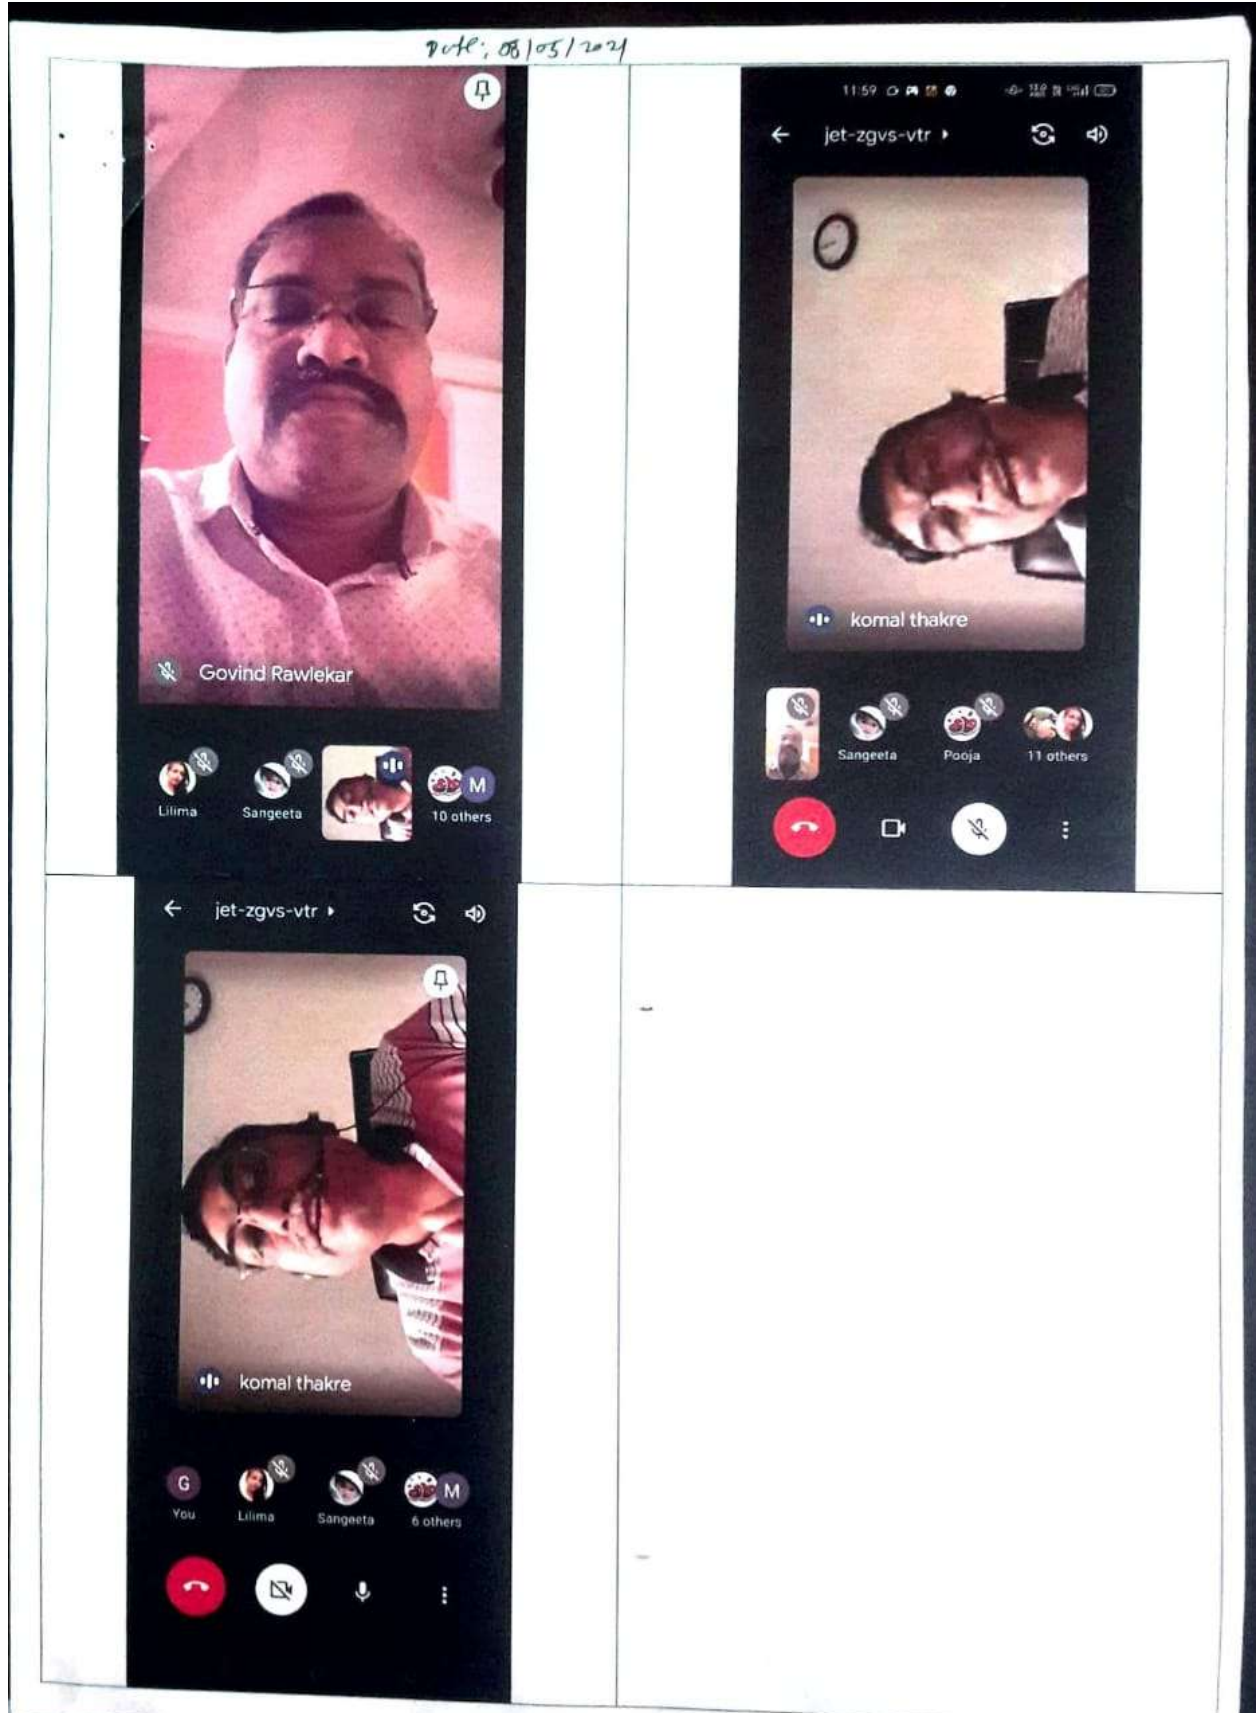 Date; 08/05/2021
Govind Rawlekar
Lilima
Sangeeta
M
10 others
11:59
jet-zgvs-vtr
komal thakre
Sangeeta
Pooja
11 others
jet-zgvs-vtr
komal thakre
G
M
You
Lilima
Sangeeta
6 others